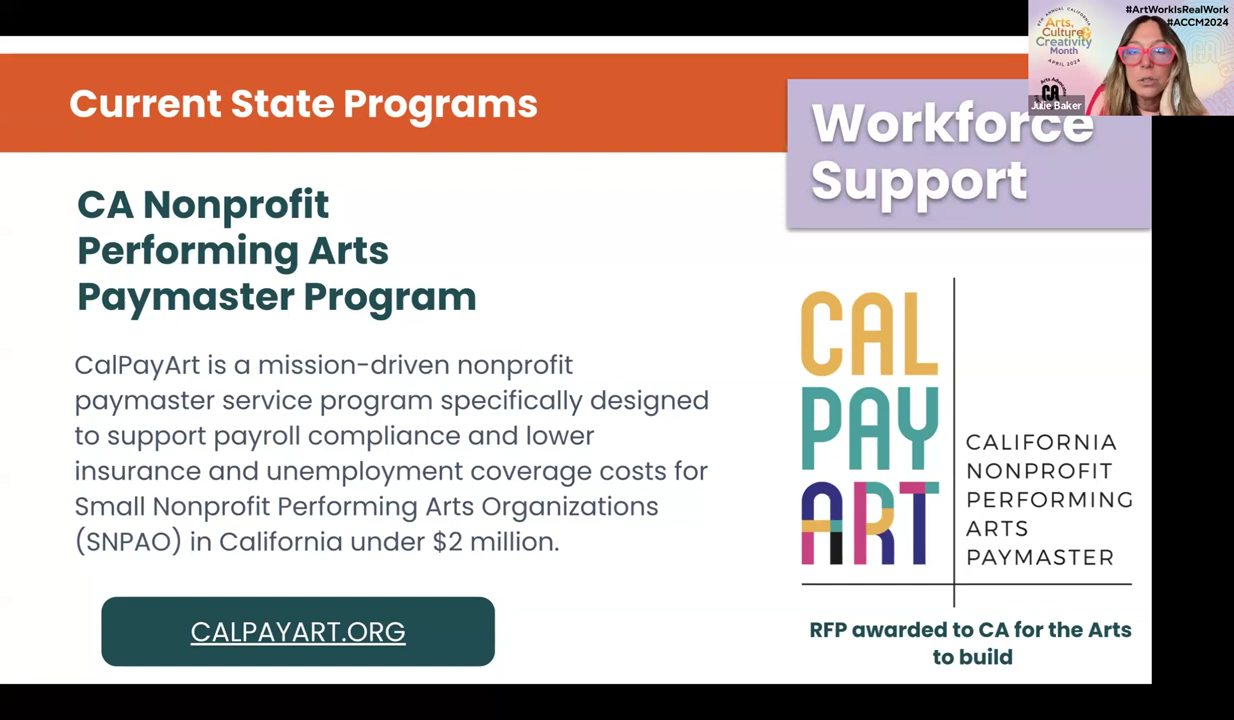 Current State Programs
Workforce
Support
CA Nonprofit
Performing Arts
Paymaster Program
CalPayArt is a mission-driven nonprofit
paymaster service program specifically designed
to support payroll compliance and lower
insurance and unemployment coverage costs for
Small Nonprofit Performing Arts Organizations
(SNPAO) in California under $2 million.
CALPAYART.ORG
CAL
PAY
ART
CALIFORNIA
NONPROFIT
PERFORMING
ARTS
PAYMASTER
RFP awarded to CA for the Arts
to build
#ArtWorkIsRealWork
#ACCM2024
Arts,
Culture
Creativity
Month
APRIL 2024
CA
Julie Baker